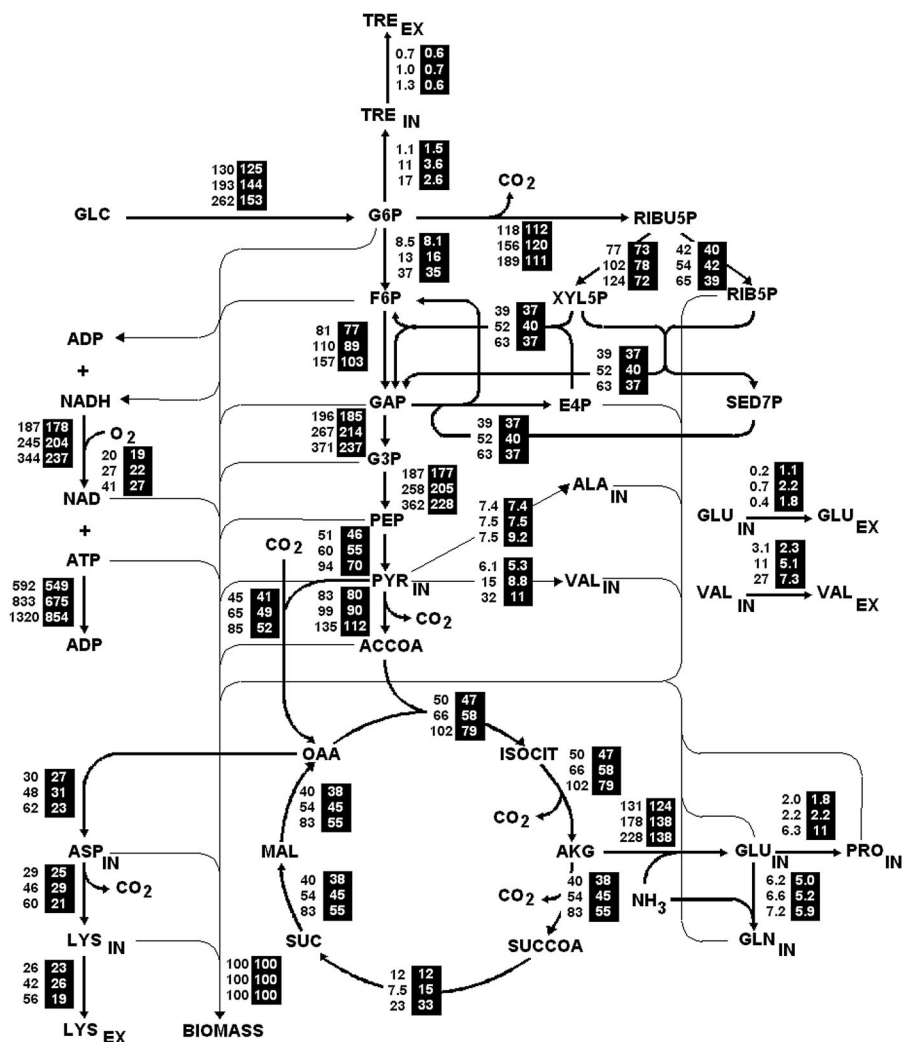 TRE EX
0.7 0.6
1.0 0.7
1.3 0.6
TRE IN
1.1 1.5
11 3.6
17 2.6
130 125
193 144
262 153
CO2
GLC
G6P
RIBU5P
118 112
156 120
189 111
8.5 8.1
13 16
37 35
77 73
102 78
124 72
42 40
54 42
65 39
F6P
XYL5P
RIB5P
39 37
52 40
63 37
81 77
110 89
157 103
ADP
+
NADH
39 37
52 40
63 37
GAP
E4P
SED7P
187 178
245 204
344 237
O2
20 19
27 22
41 27
196 185
267 214
371 237
39 37
52 40
63 37
G3P
187 177
258 205
362 228
NAD
+
ATP
PEP
ALA IN
7.4 7.4
7.5 7.5
7.5 9.2
0.2 1.1
0.7 2.2
0.4 1.8
GLU IN
GLU EX
CO2
51 46
60 55
94 70
PYR IN
6.1 5.3
15 8.8
32 11
VAL IN
3.1 2.3
11 5.1
27 7.3
VAL IN
VAL EX
592 549
833 675
1320 854
ADP
45 41
65 49
85 52
83 80
99 90
135 112
CO2
ACCOA
50 47
66 58
102 79
OAA
ISOCIT
50 47
66 58
102 79
30 27
48 31
62 23
40 38
54 45
83 55
CO2
131 124
178 138
228 138
2.0 1.8
2.2 2.2
6.3 11
ASP IN
MAL
AKG
GLU IN
PRO IN
29 25
46 29
60 21
CO2
40 38
54 45
83 55
CO2
40 38
54 45
83 55
NH3
6.2 5.0
6.6 5.2
7.2 5.9
LYS IN
SUC
SUCCOA
GLN IN
26 23
42 26
56 19
100 100
100 100
100 100
12 12
7.5 15
23 33
LYS EX
BIOMASS